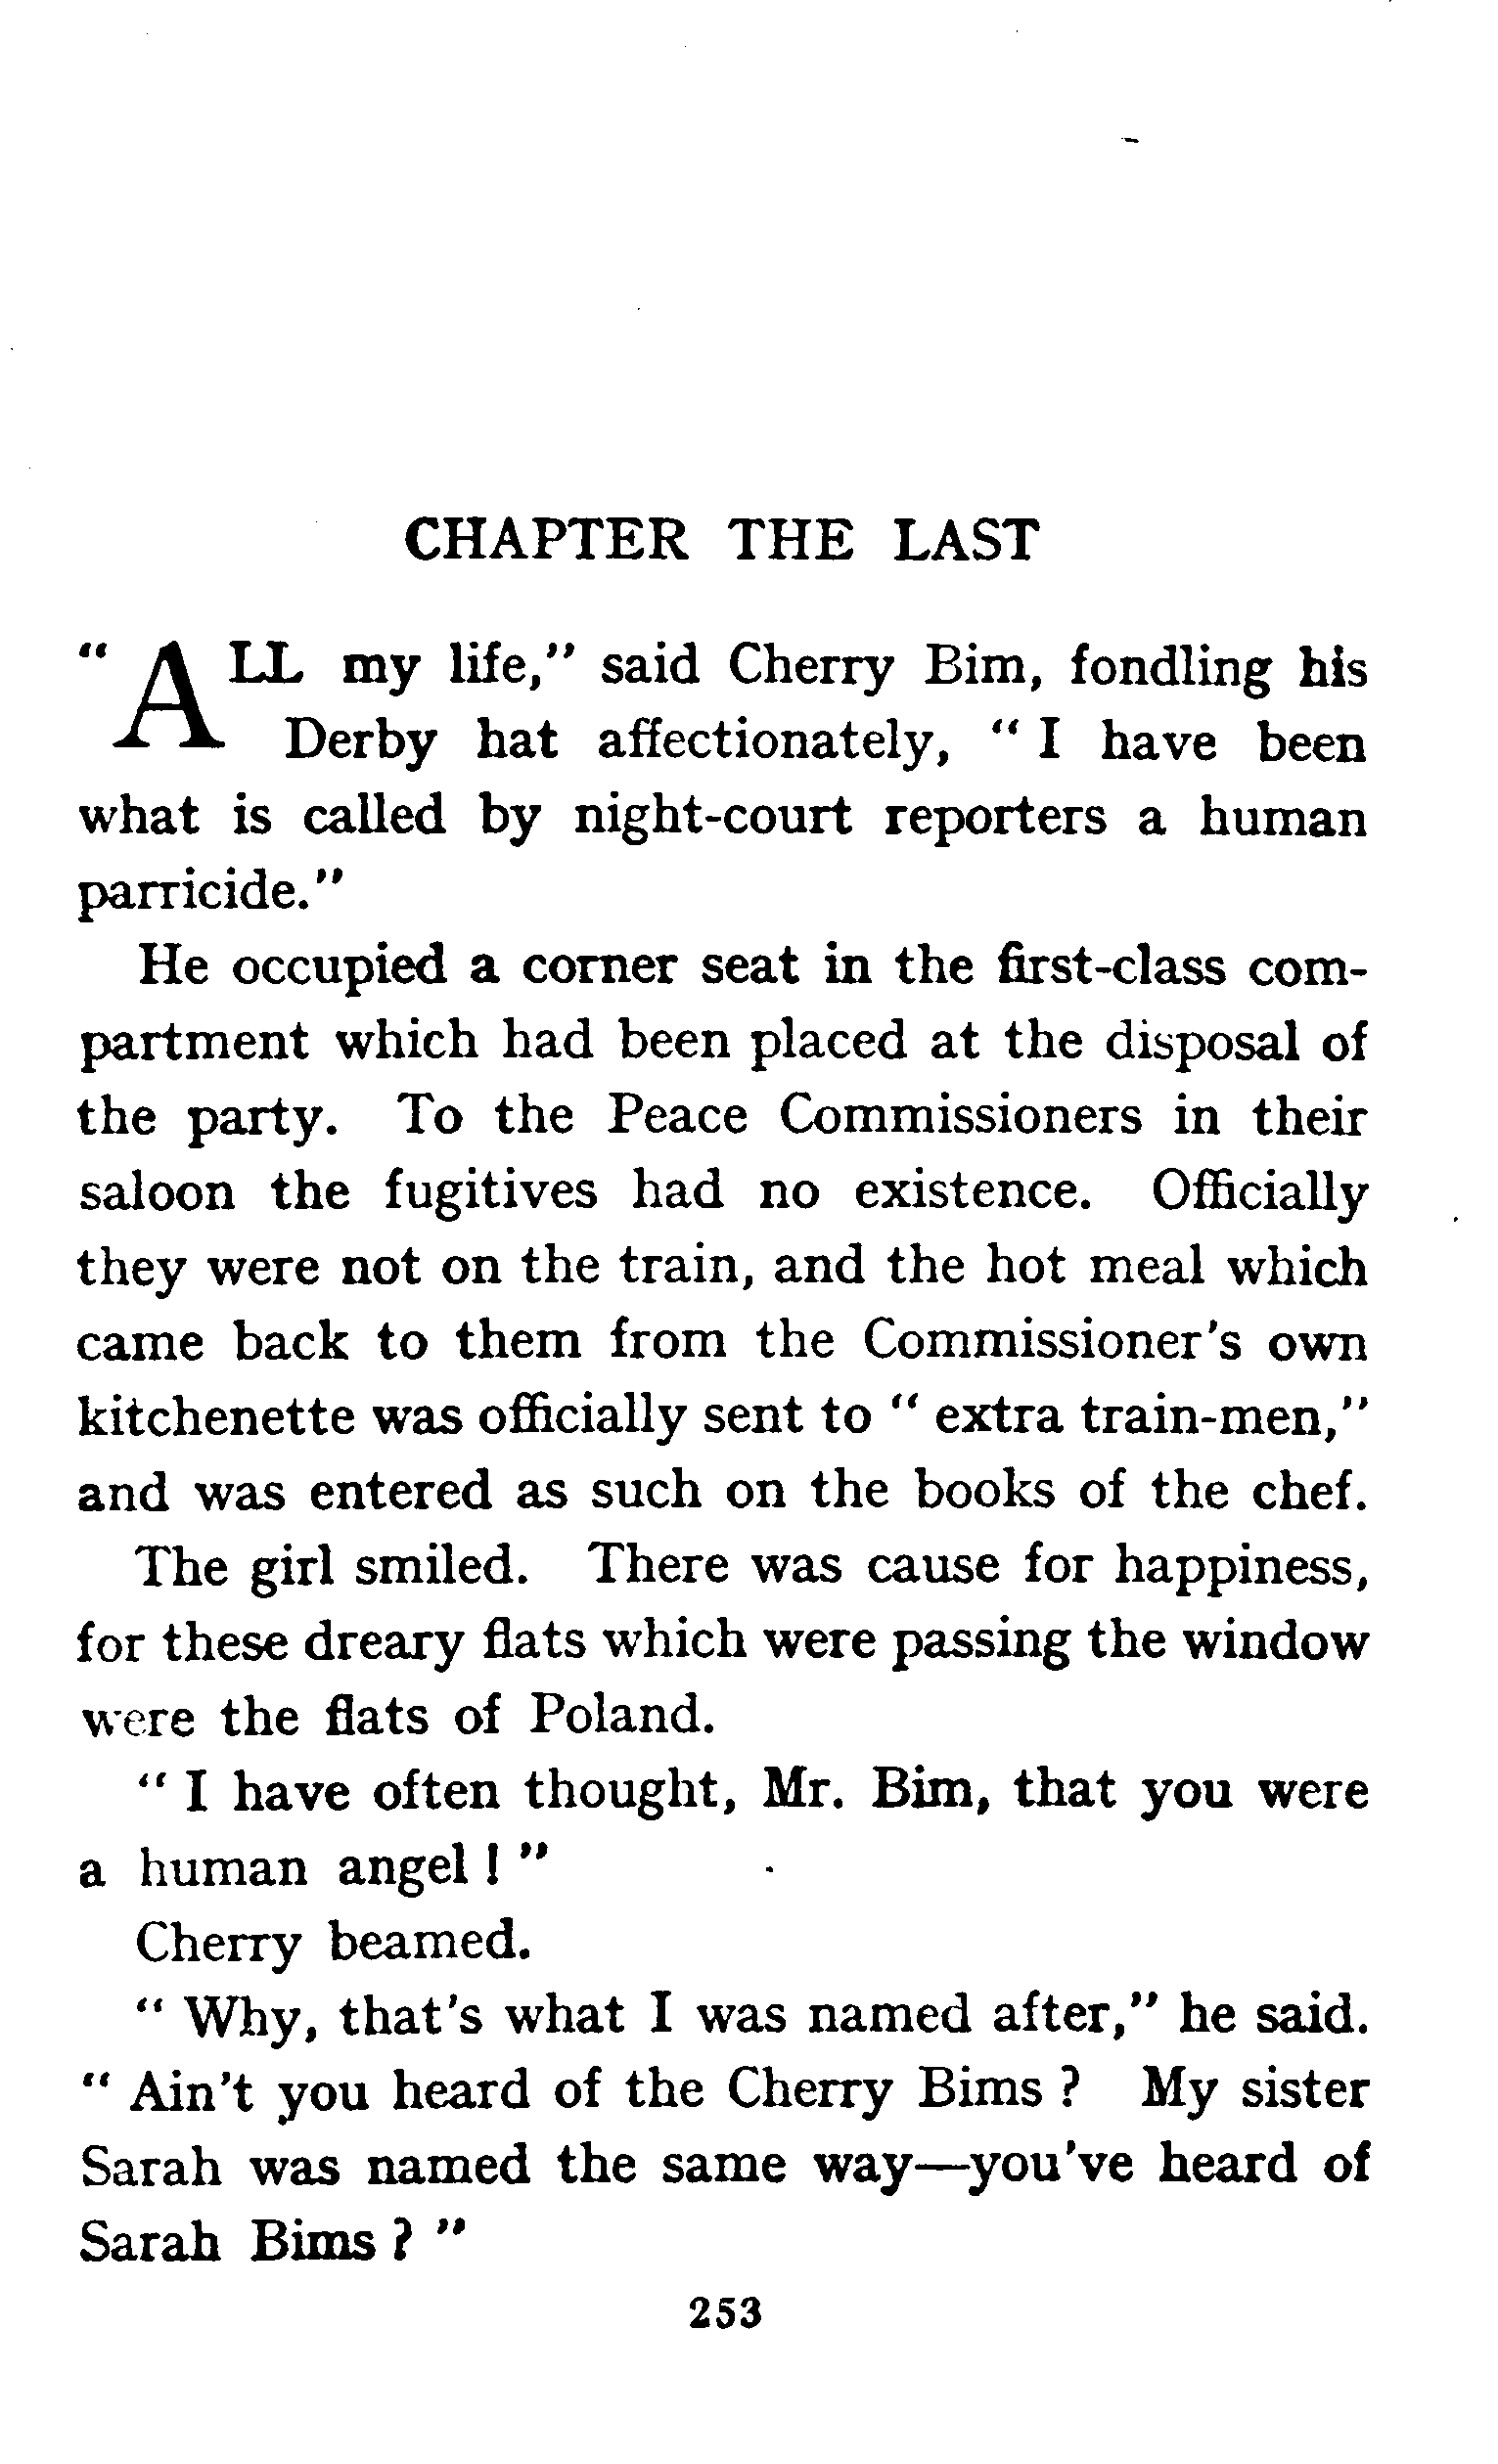 CHAPTER THE LAST
"ALL my life," said Cherry Bim, fondling his
Derby hat affectionately, " I have been
what is called by night-court reporters a human
parricide."
He occupied a corner seat in the first-class com-
partment which had been placed at the disposal of
the party. To the Peace Commissioners in their
saloon the fugitives had no existence. Officially
they were not on the train, and the hot meal which
came back to them from the Commissioner's own
kitchenette was officially sent to " extra train-men,"
and was entered as such on the books of the chef.
The girl smiled. There was cause for happiness,
for these dreary flats which were passing the window
were the flats of Poland.
" I have often thought, Mr. Bim, that you were
a human angel ! "
Cherry beamed.
" Why, that's what I was named after," he said.
" Ain't you heard of the Cherry Bims ? My sister
Sarah was named the same way—you've heard of
Sarah Bims ? "
253